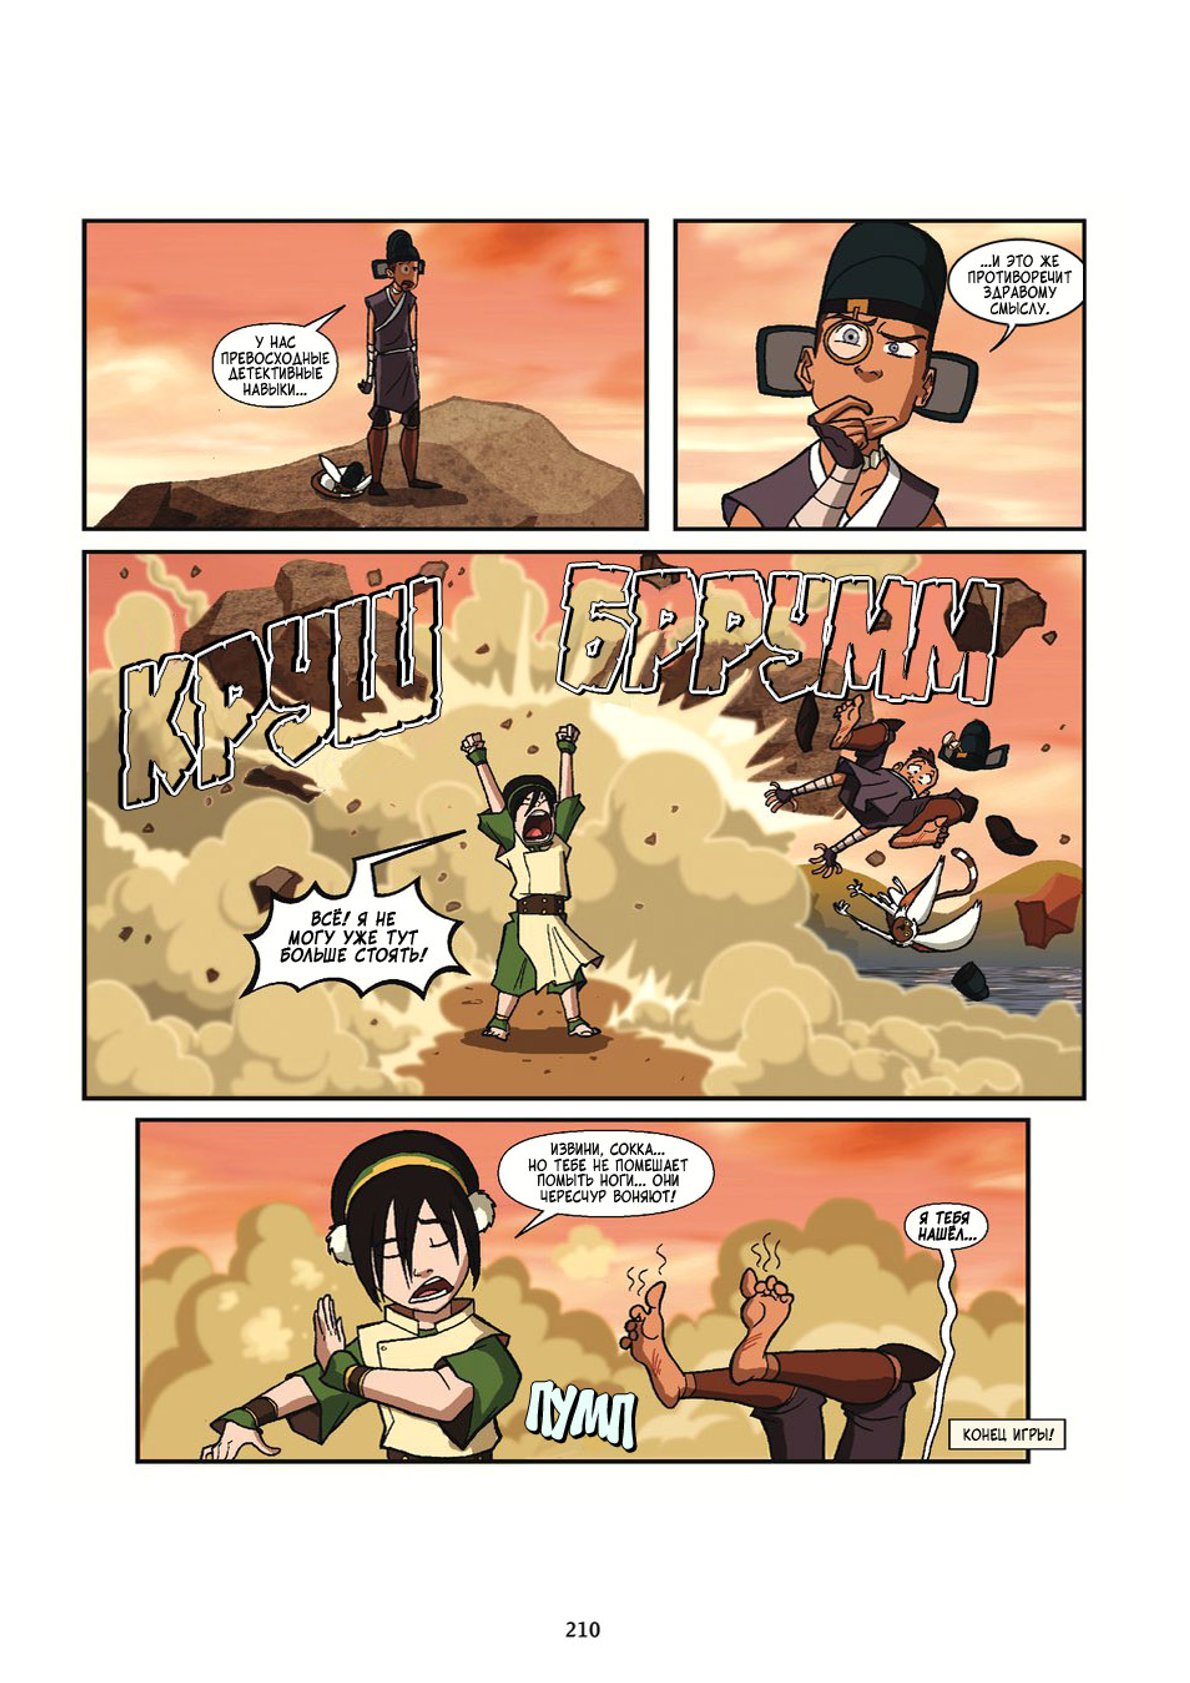 У НАС
ПРЕВОСХОДНЫЕ
ДЕТЕКТИВНЫЕ
НАВЫКИ...
...И ЭТО ЖЕ
ПРОТИВОРЕЧИТ
ЗДРАВОМУ
СМЫСЛУ.
КРУШ
БРРУММ
ВСЁ! Я НЕ
МОГУ УЖЕ ТУТ
БОЛЬШЕ СТОЯТЬ!
ИЗВИНИ, СОККА...
НО ТЕБЕ НЕ ПОМЕШАЕТ
ПОМЫТЬ НОГИ... ОНИ
ЧЕРЕСЧУР ВОНЯЮТ!
Я ТЕБЯ
НАШЁЛ...
ПУМП
КОНЕЦ ИГРЫ!
210